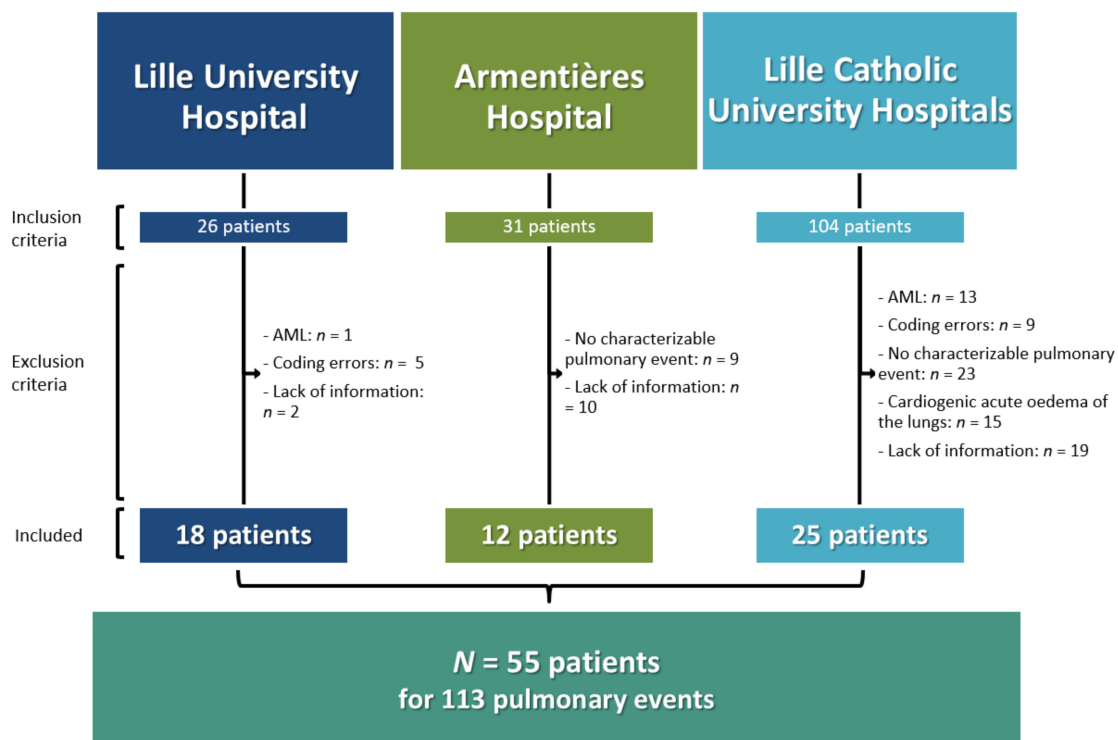 Lille University
Hospital
Armentières
Hospital
Lille Catholic
University Hospitals
Inclusion
criteria
26 patients
31 patients
104 patients
Exclusion
criteria
- AML: n = 1
- Coding errors: n = 5
- Lack of information:
n = 2
- No characterizable
pulmonary event: n = 9
- Lack of information: n
= 10
- AML: n = 13
- Coding errors: n = 9
- No characterizable pulmonary
event: n = 23
- Cardiogenic acute oedema of
the lungs: n = 15
- Lack of information: n = 19
Included
18 patients
12 patients
25 patients
N = 55 patients
for 113 pulmonary events